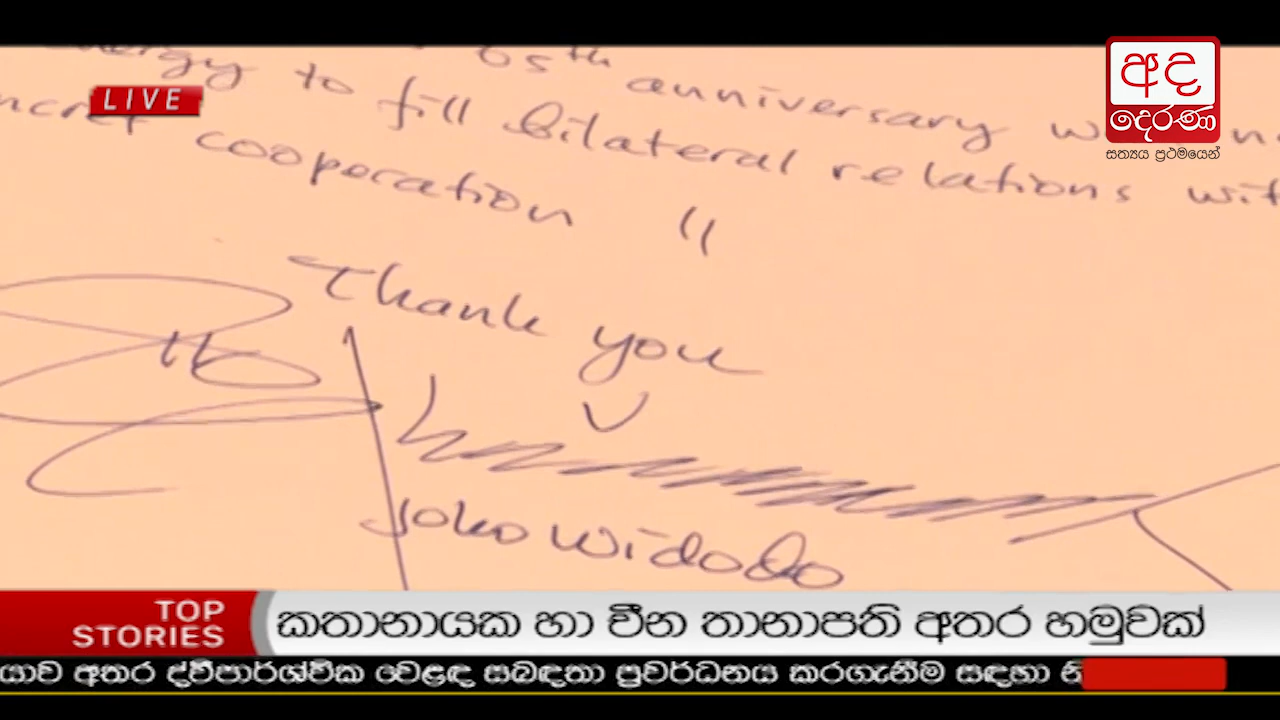 65th anniversary
to fill bilateral relations
cooperation "
Thank you
Joko Widodo
LIVE
අද
දෙරණ
සත්‍යය ප්‍රථමයෙන්
TOP
STORIES
කතානායක හා චීන තානාපති අතර හමුවක්
යාව අතර ද්විපාර්ශ්වික වෙළඳ සබඳතා ප්‍රවර්ධනය කරගැනීම සඳහා